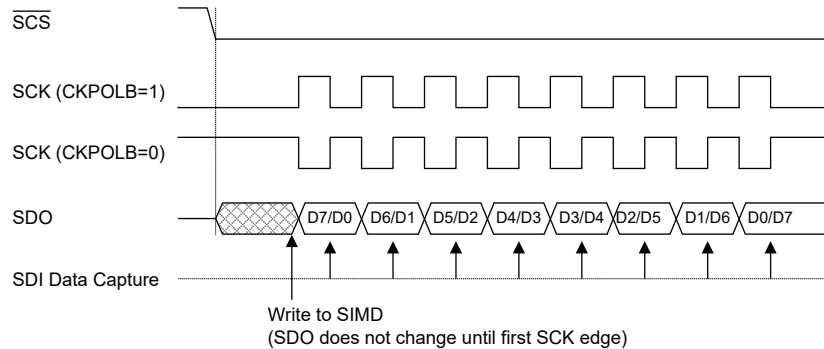 SCS
SCK (CKPOLB=1)
SCK (CKPOLB=0)
SDO
D7/D0 D6/D1 D5/D2 D4/D3 D3/D4 D2/D5 D1/D6 D0/D7
SDI Data Capture
Write to SIMD
(SDO does not change until first SCK edge)